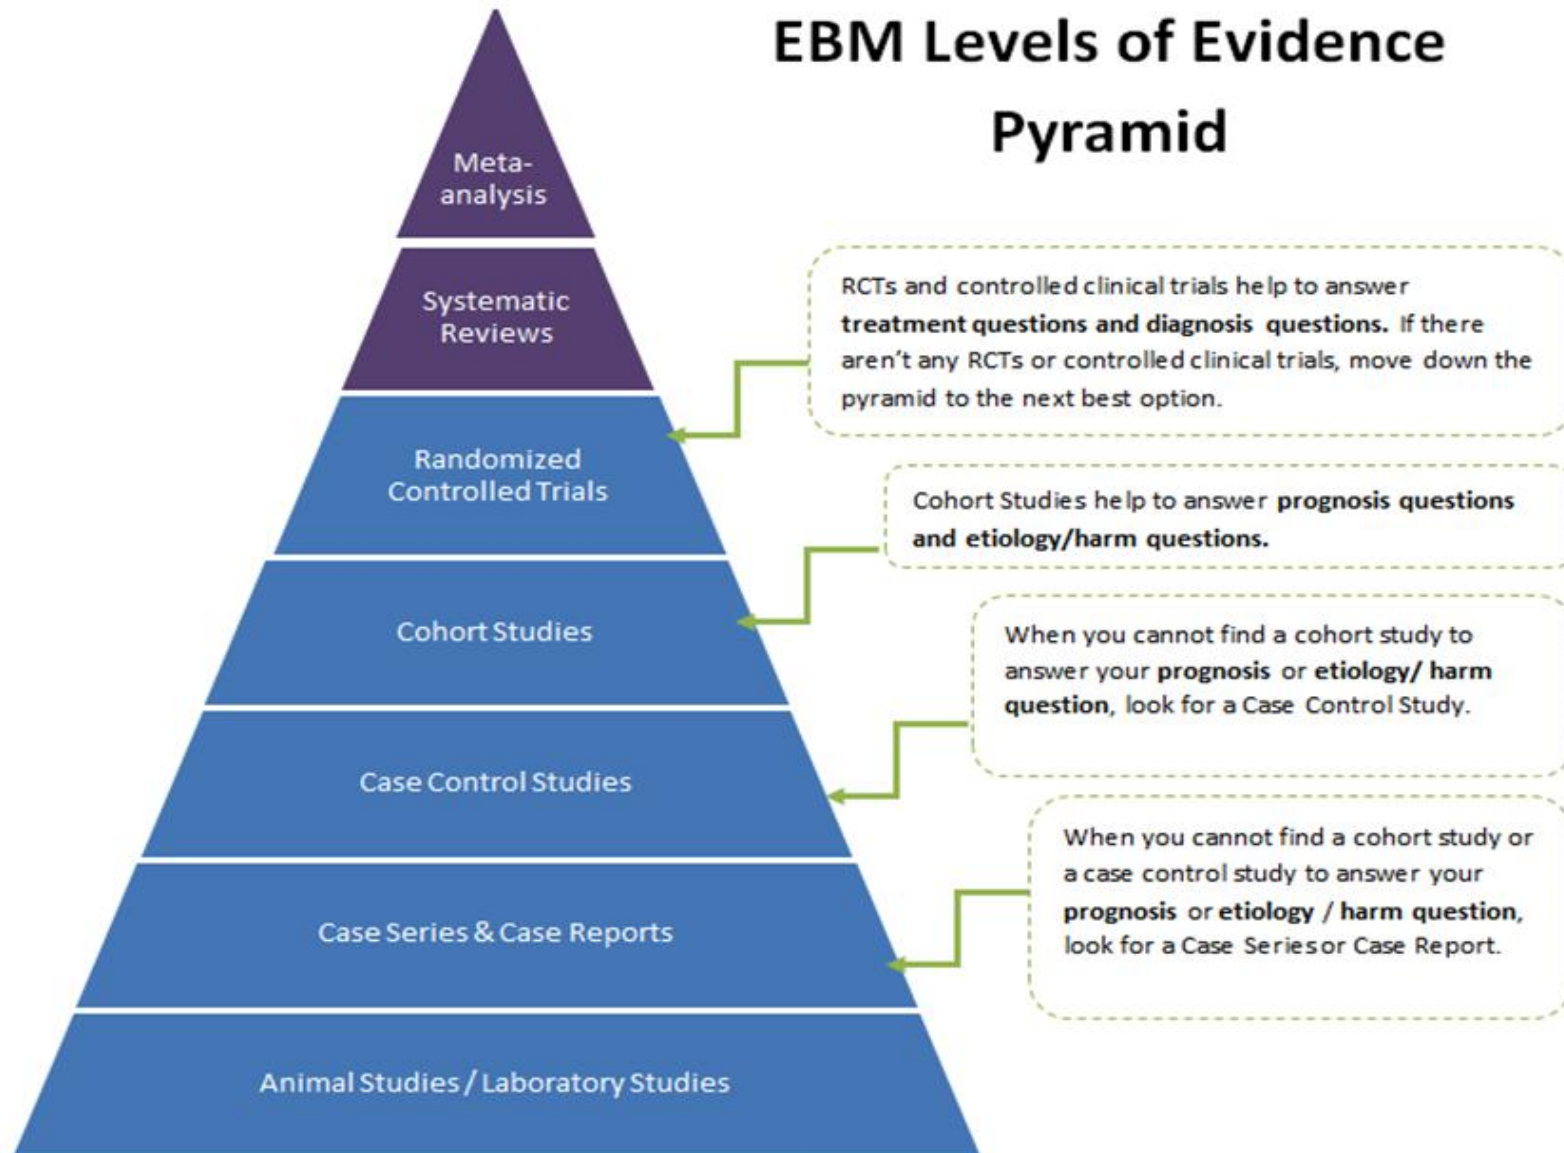 EBM Levels of Evidence
Pyramid
Meta-
analysis
Systematic
Reviews
Randomized
Controlled Trials
Cohort Studies
Case Control Studies
Case Series & Case Reports
Animal Studies / Laboratory Studies
RCTs and controlled clinical trials help to answer
treatment questions and diagnosis questions. If there
aren't any RCTs or controlled clinical trials, move down the
pyramid to the next best option.
Cohort Studies help to answer prognosis questions
and etiology/harm questions.
When you cannot find a cohort study to
answer your prognosis or etiology/ harm
question, look for a Case Control Study.
When you cannot find a cohort study or
a case control study to answer your
prognosis or etiology / harm question,
look for a Case Series or Case Report.